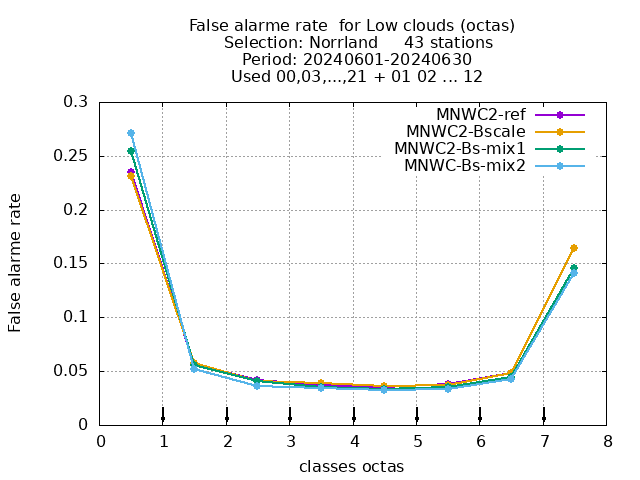 False alarme rate  for Low clouds (octas)
Selection: Norrland     43 stations
Period: 20240601-20240630
Used 00,03,...,21 + 01 02 ... 12
MNWC2-ref
MNWC2-Bscale
MNWC2-Bs-mix1
MNWC-Bs-mix2
False alarme rate
0.3
0.25
0.2
0.15
0.1
0.05
0
0 1 2 3 4 5 6 7 8
classes octas